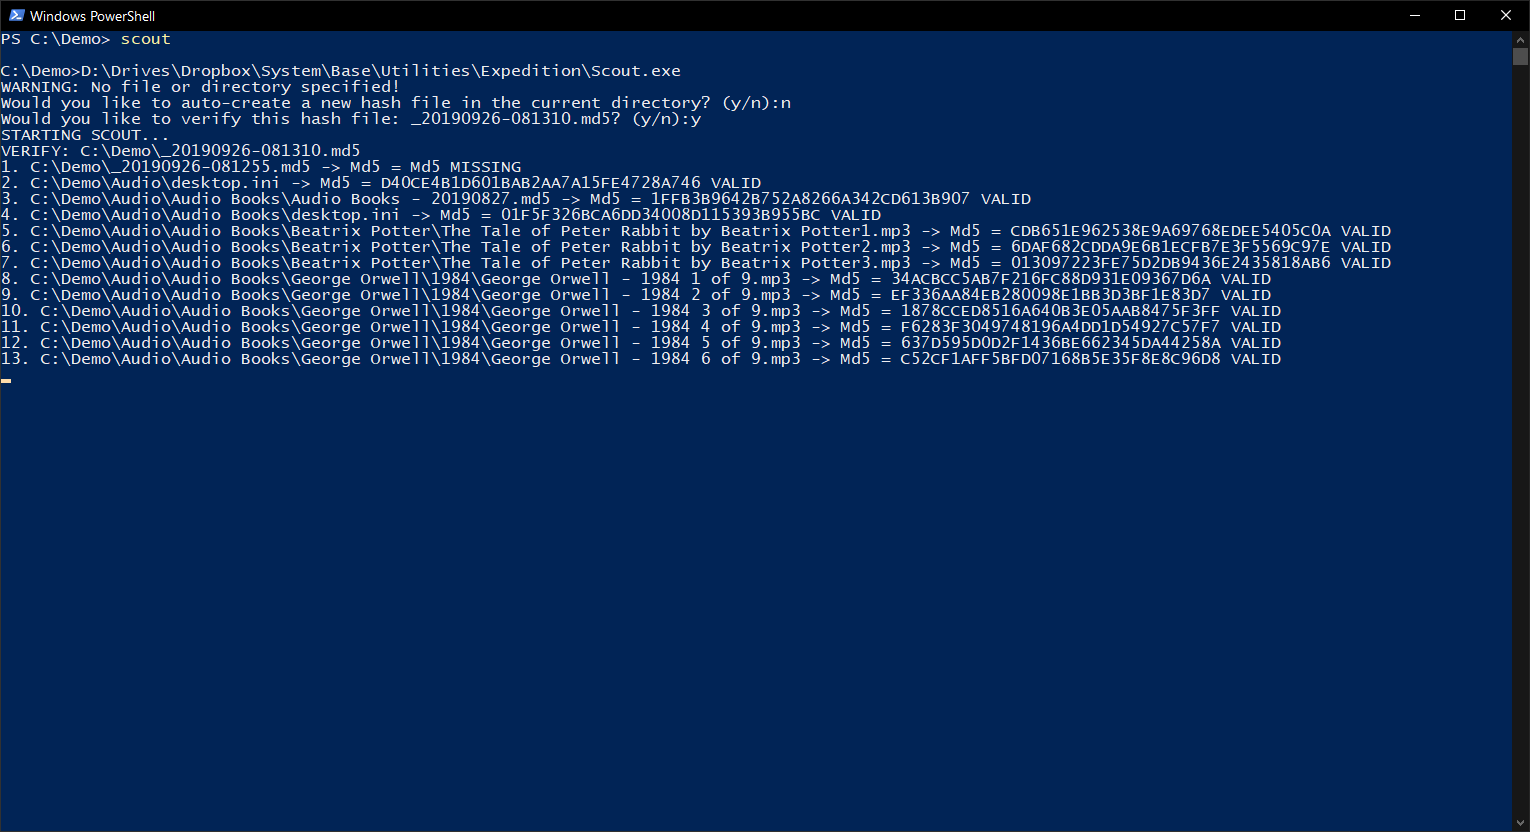 Windows PowerShell
PS C:\Demo> scout
C:\Demo>D:\Drives\Dropbox\System\Base\Utilities\Expedition\Scout.exe
WARNING: No file or directory specified!
Would you like to auto-create a new hash file in the current directory? (y/n):n
Would you like to verify this hash file: _20190926-081310.md5? (y/n):y
STARTING SCOUT...
VERIFY: C:\Demo\_20190926-081310.md5
1. C:\Demo\_20190926-081255.md5 -> Md5 = Md5 MISSING
2. C:\Demo\Audio\desktop.ini -> Md5 = D40CE4B1D601BAB2AA7A15FE4728A746 VALID
3. C:\Demo\Audio\Audio Books\Audio Books - 20190827.md5 -> Md5 = 1FFB3B9642B752A8266A342CD613B907 VALID
4. C:\Demo\Audio\Audio Books\desktop.ini -> Md5 = 01F5F326BCA6DD34008D115393B955BC VALID
5. C:\Demo\Audio\Audio Books\Beatrix Potter\The Tale of Peter Rabbit by Beatrix Potter1.mp3 -> Md5 = CDB651E962538E9A69768EDEE5405C0A VALID
6. C:\Demo\Audio\Audio Books\Beatrix Potter\The Tale of Peter Rabbit by Beatrix Potter2.mp3 -> Md5 = 6DAF682CDDA9E6B1ECFB7E3F5569C97E VALID
7. C:\Demo\Audio\Audio Books\Beatrix Potter\The Tale of Peter Rabbit by Beatrix Potter3.mp3 -> Md5 = 013097223FE75D2DB9436E2435818AB6 VALID
8. C:\Demo\Audio\Audio Books\George Orwell\1984\George Orwell - 1984 1 of 9.mp3 -> Md5 = 34ACBCC5AB7F216FC88D931E09367D6A VALID
9. C:\Demo\Audio\Audio Books\George Orwell\1984\George Orwell - 1984 2 of 9.mp3 -> Md5 = EF336AA84EB280098E1BB3D3BF1E83D7 VALID
10. C:\Demo\Audio\Audio Books\George Orwell\1984\George Orwell - 1984 3 of 9.mp3 -> Md5 = 1878CCED8516A640B3E05AAB8475F3FF VALID
11. C:\Demo\Audio\Audio Books\George Orwell\1984\George Orwell - 1984 4 of 9.mp3 -> Md5 = F6283F3049748196A4DD1D54927C57F7 VALID
12. C:\Demo\Audio\Audio Books\George Orwell\1984\George Orwell - 1984 5 of 9.mp3 -> Md5 = 637D595D0D2F1436BE662345DA44258A VALID
13. C:\Demo\Audio\Audio Books\George Orwell\1984\George Orwell - 1984 6 of 9.mp3 -> Md5 = C52CF1AFF5BFD07168B5E35F8E8C96D8 VALID